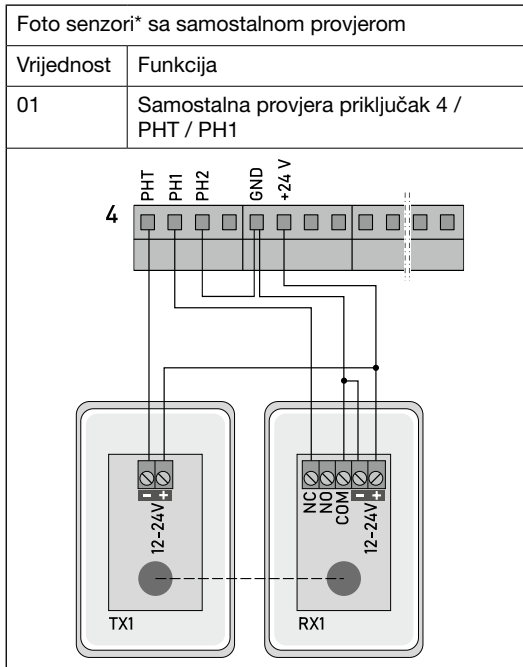 Foto senzori* sa samostalnom provjerom
Vrijednost Funkcija
01 Samostalna provjera priključak 4 /
PHT / PH1
PHT PH1 PH2 GND +24 V
4
- +
12-24V
TX1
NC NO COM - +
12-24V
RX1